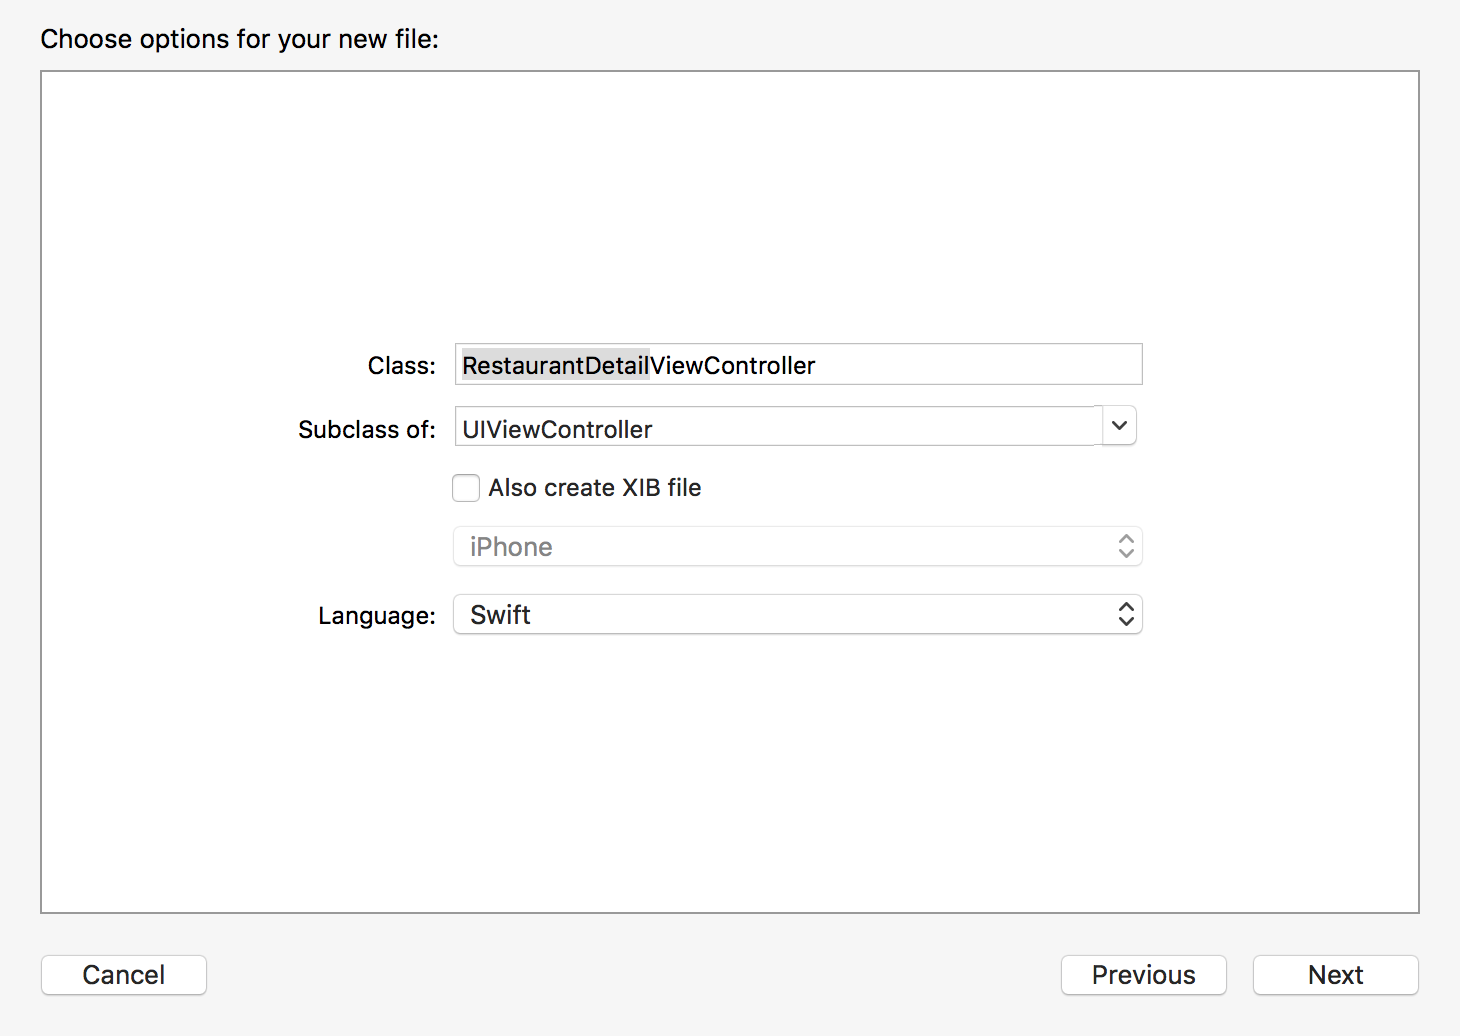 Choose options for your new file:
Class: RestaurantDetailViewController
Subclass of: UIViewController
Also create XIB file
iPhone
Language: Swift
Cancel Previous Next